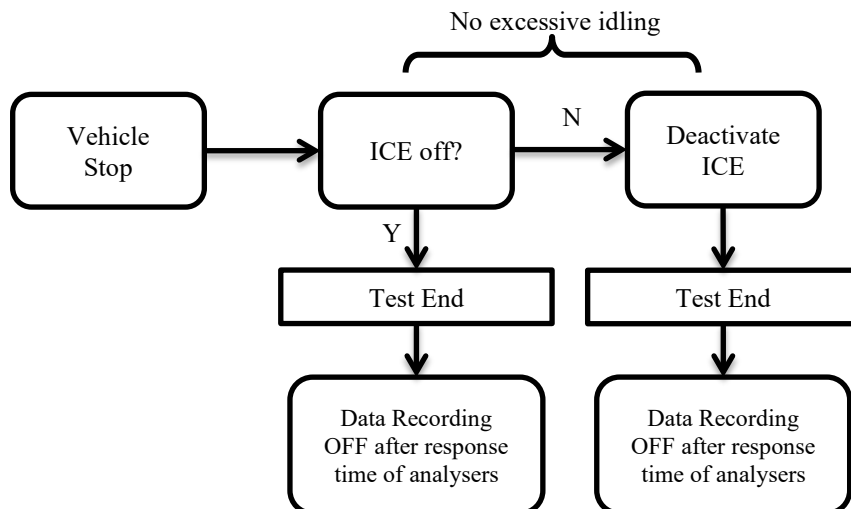 No excessive idling
Vehicle
Stop
ICE off?
N
Deactivate
ICE
Y
Test End
Test End
Data Recording
OFF after response
time of analysers
Data Recording
OFF after response
time of analysers